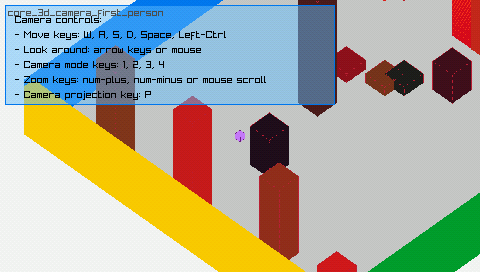 core_3d_camera_first_person
Camera controls:
- Move keys: W, A, S, D, Space, Left-Ctrl
- Look around: arrow keys or mouse
- Camera mode keys: 1, 2, 3, 4
- Zoom keys: num-plus, num-minus or mouse scroll
- Camera projection key: P